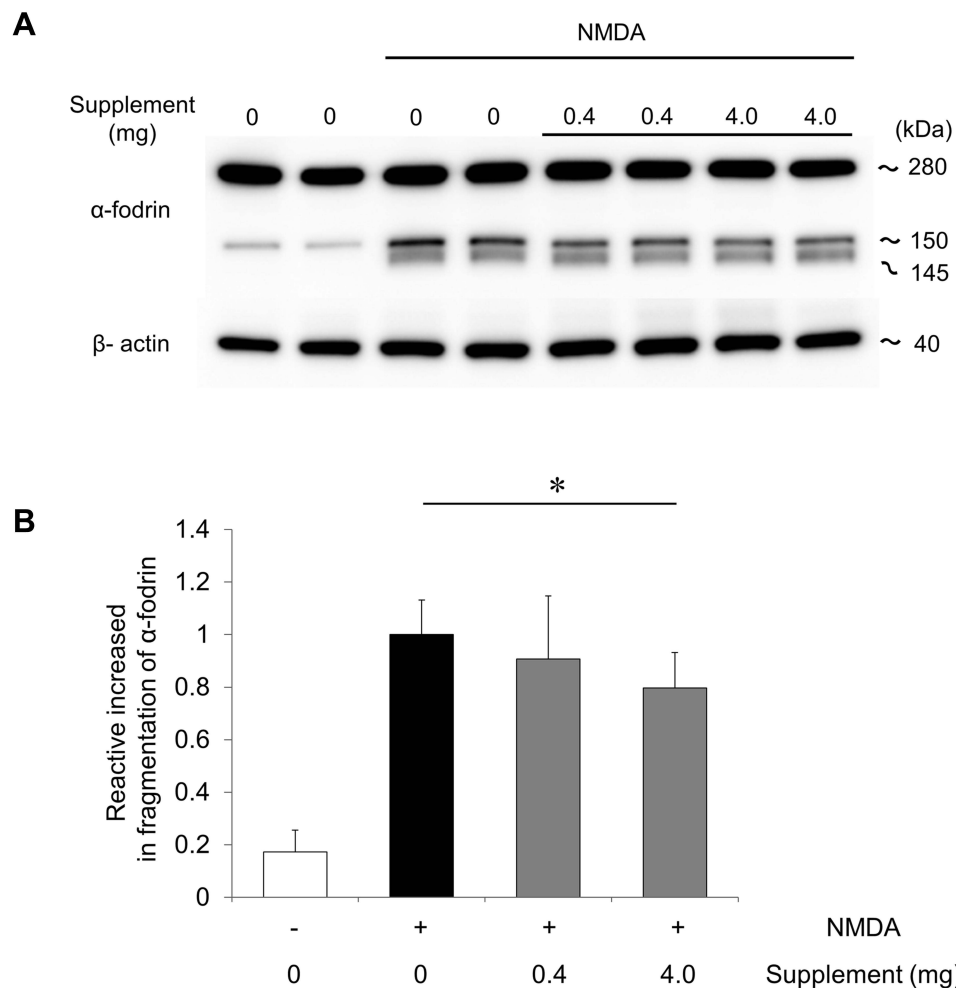 A
NMDA
Supplement
(mg)
0 0 0 0 0.4 0.4 4.0 4.0
(kDa)
~ 280
α-fodrin
~ 150
~ 145
β- actin
~ 40
B
*
Reactive increased
in fragmentation of α-fodrin
1.4
1.2
1
0.8
0.6
0.4
0.2
0
- + + + NMDA
0 0 0.4 4.0 Supplement (mg)